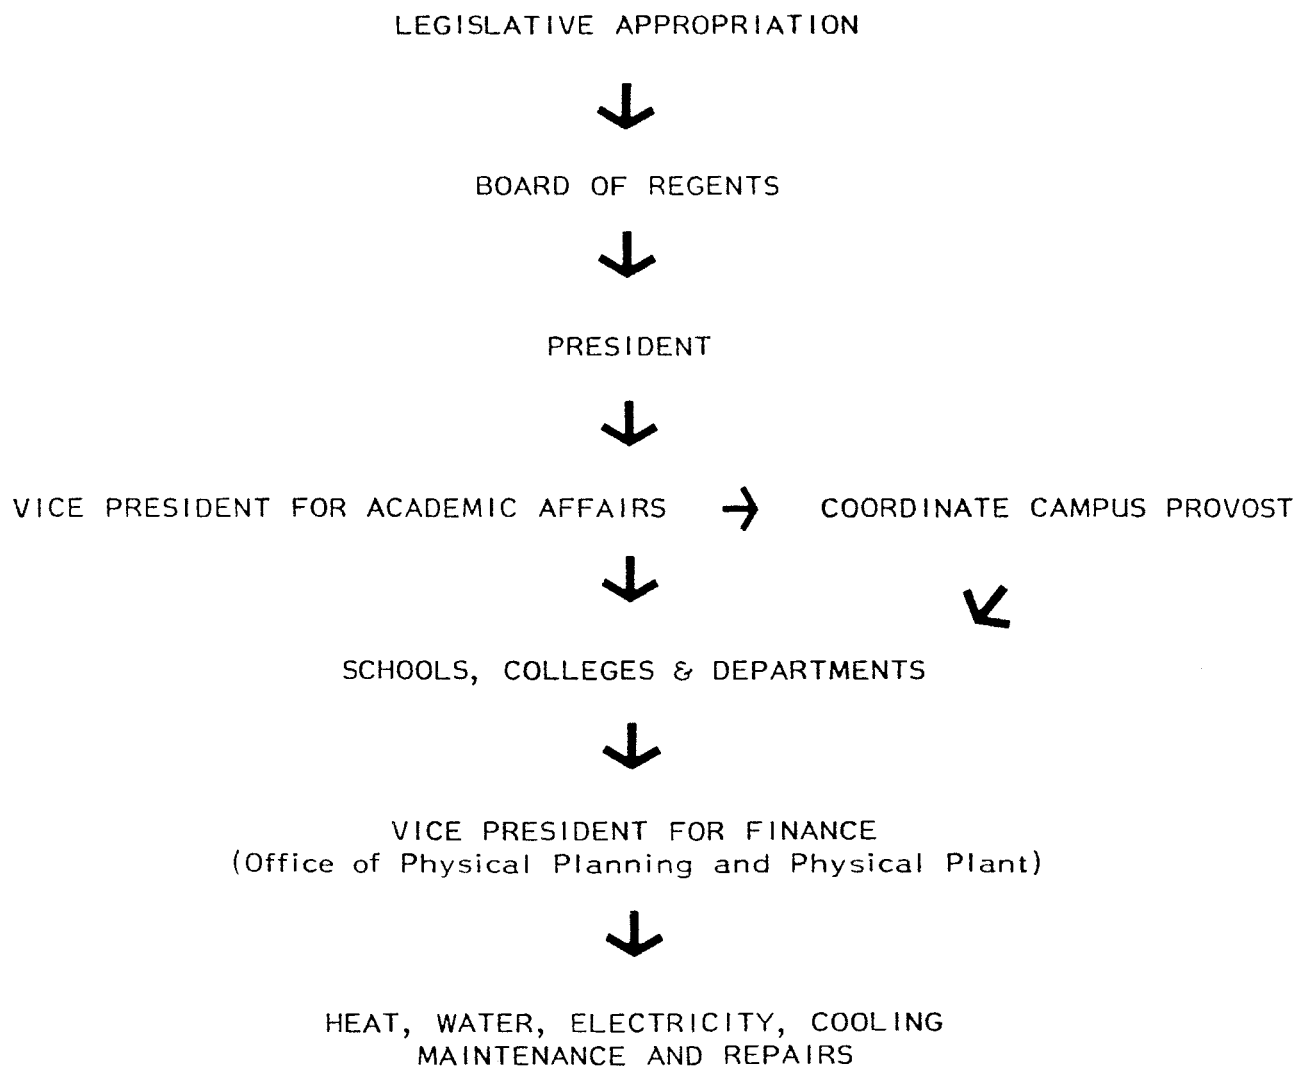 LEGISLATIVE APPROPRIATION
BOARD OF REGENTS
PRESIDENT
VICE PRESIDENT FOR ACADEMIC AFFAIRS
COORDINATE CAMPUS PROVOST
SCHOOLS, COLLEGES & DEPARTMENTS
VICE PRESIDENT FOR FINANCE
(Office of Physical Planning and Physical Plant)
HEAT, WATER, ELECTRICITY, COOLING
MAINTENANCE AND REPAIRS